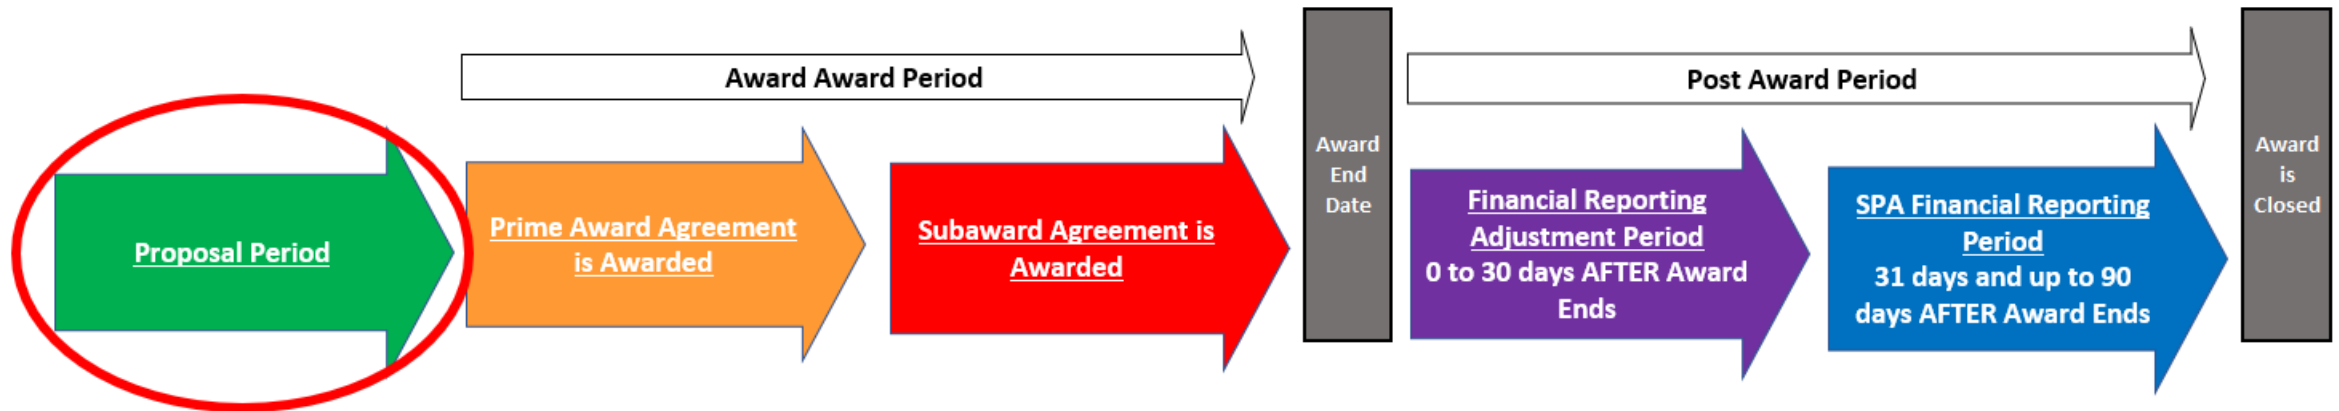 Award Award Period
Post Award Period
Proposal Period
Prime Award Agreement
is Awarded
Subaward Agreement is
Awarded
Award
End
Date
Financial Reporting
Adjustment Period
0 to 30 days AFTER Award
Ends
SPA Financial Reporting
Period
31 days and up to 90
days AFTER Award Ends
Award
is
Closed